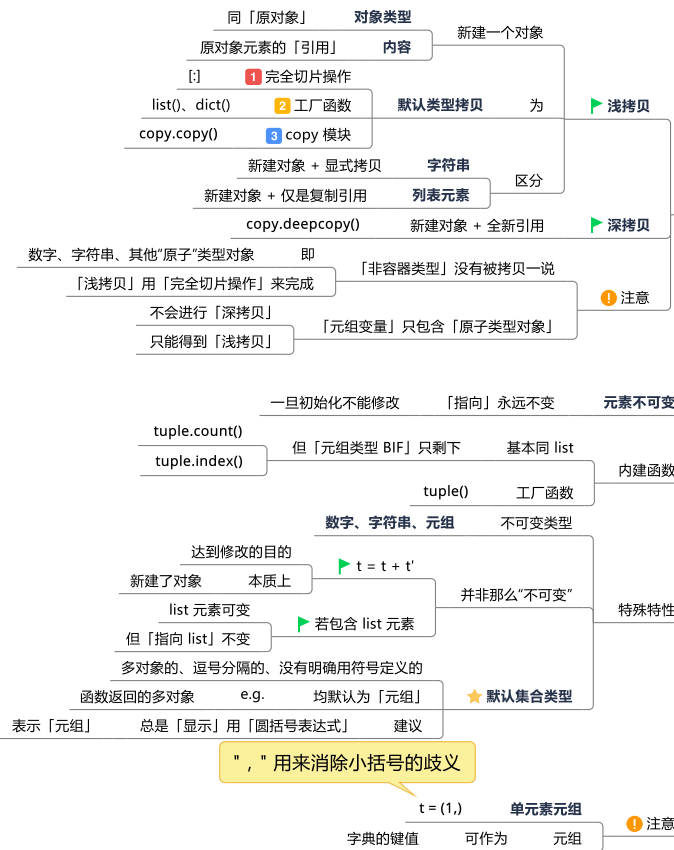 同「原对象」 对象类型
新建一个对象
原对象元素的「引用」 内容
[:] 1 完全切片操作
list()、dict() 2 工厂函数 默认类型拷贝 为 浅拷贝
copy.copy() 3 copy 模块
新建对象 + 显式拷贝 字符串
区分
新建对象 + 仅是复制引用 列表元素
copy.deepcopy() 新建对象 + 全新引用 深拷贝
数字、字符串、其他“原子”类型对象 即
「非容器类型」没有被拷贝一说
「浅拷贝」用「完全切片操作」来完成
注意
不会进行「深拷贝」
「元组变量」只包含「原子类型对象」
只能得到「浅拷贝」
一旦初始化不能修改 「指向」永远不变 元素不可变
tuple.count()
但「元组类型 BIF」只剩下 基本同 list
tuple.index()
内建函数
tuple() 工厂函数
数字、字符串、元组 不可变类型
达到修改的目的
t = t + t'
新建了对象 本质上
并非那么“不可变”
list 元素可变
特殊特性
若包含 list 元素
但「指向 list」不变
多对象的、逗号分隔的、没有明确用符号定义的
函数返回的多对象 e.g. 均默认为「元组」 默认集合类型
表示「元组」 总是「显示」用「圆括号表达式」 建议
" , " 用来消除小括号的歧义
t = (1,) 单元素元组
注意
字典的键值 可作为 元组